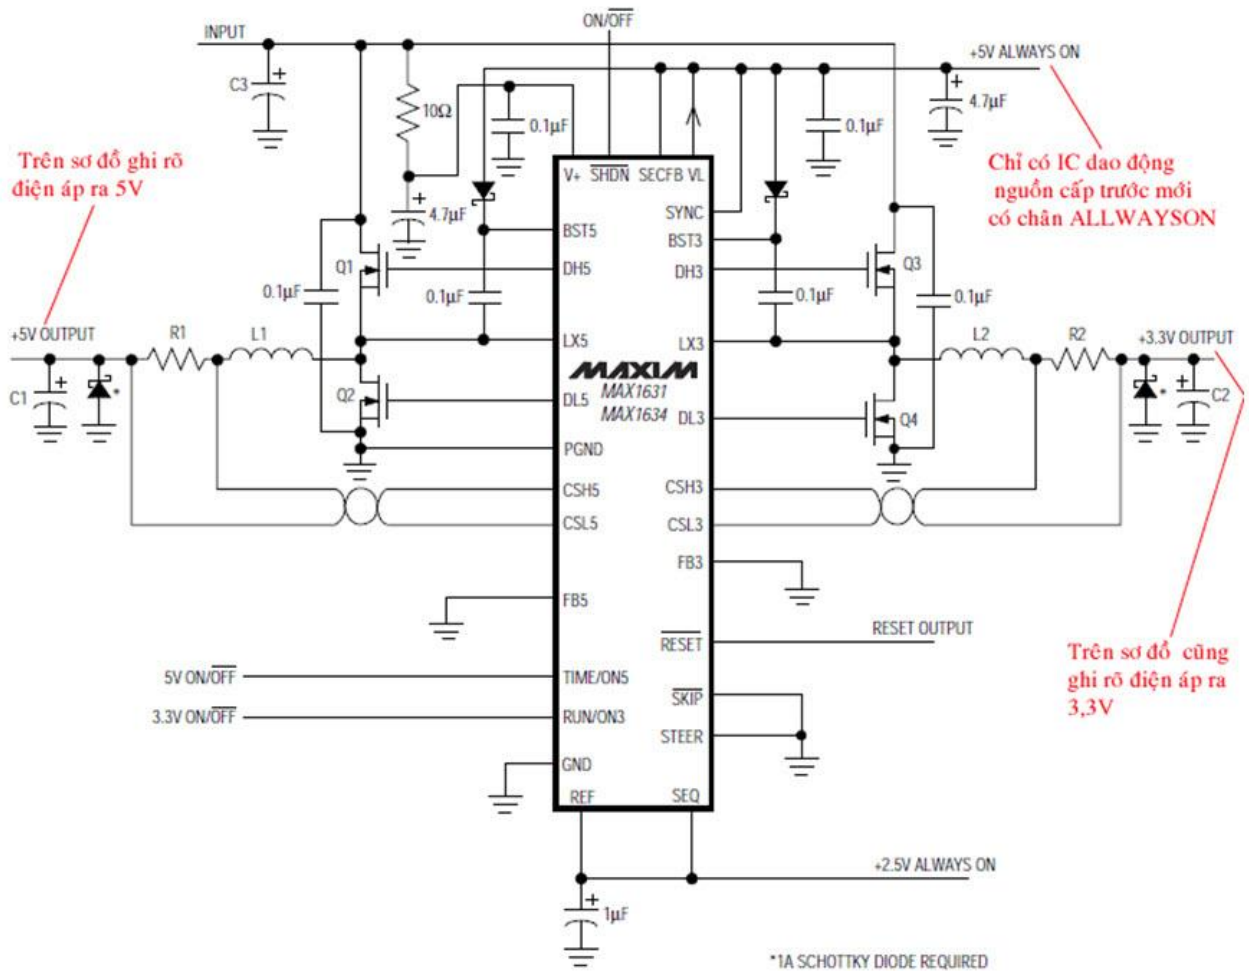 ON/OFF
INPUT
+5V ALWAYS ON
C3
10Ω
0.1µF
0.1µF
4.7µF
Trên sơ đồ ghi rõ
điện áp ra 5V
Chỉ có IC dao động
nguồn cấp trước mới
có chân ALLWAYSON
V+ SHDN SECFB VL
4.7µF
SYNC
BST5
BST3
Q1
DH5
DH3
Q3
0.1µF
0.1µF
0.1µF
0.1µF
+5V OUTPUT
R1
L1
LX5
LX3
L2
R2
+3.3V OUTPUT
MAXIM
MAX1631
MAX1634
C1
*
Q2
DL5
DL3
Q4
*
C2
PGND
CSH5
CSH3
CSL5
CSL3
FB3
FB5
RESET
RESET OUTPUT
Trên sơ đồ cũng
ghi rõ điện áp ra
3,3V
5V ON/OFF
TIME/ON5
SKIP
3.3V ON/OFF
RUN/ON3
STEER
GND
REF
SEQ
+2.5V ALWAYS ON
1µF
*1A SCHOTTKY DIODE REQUIRED